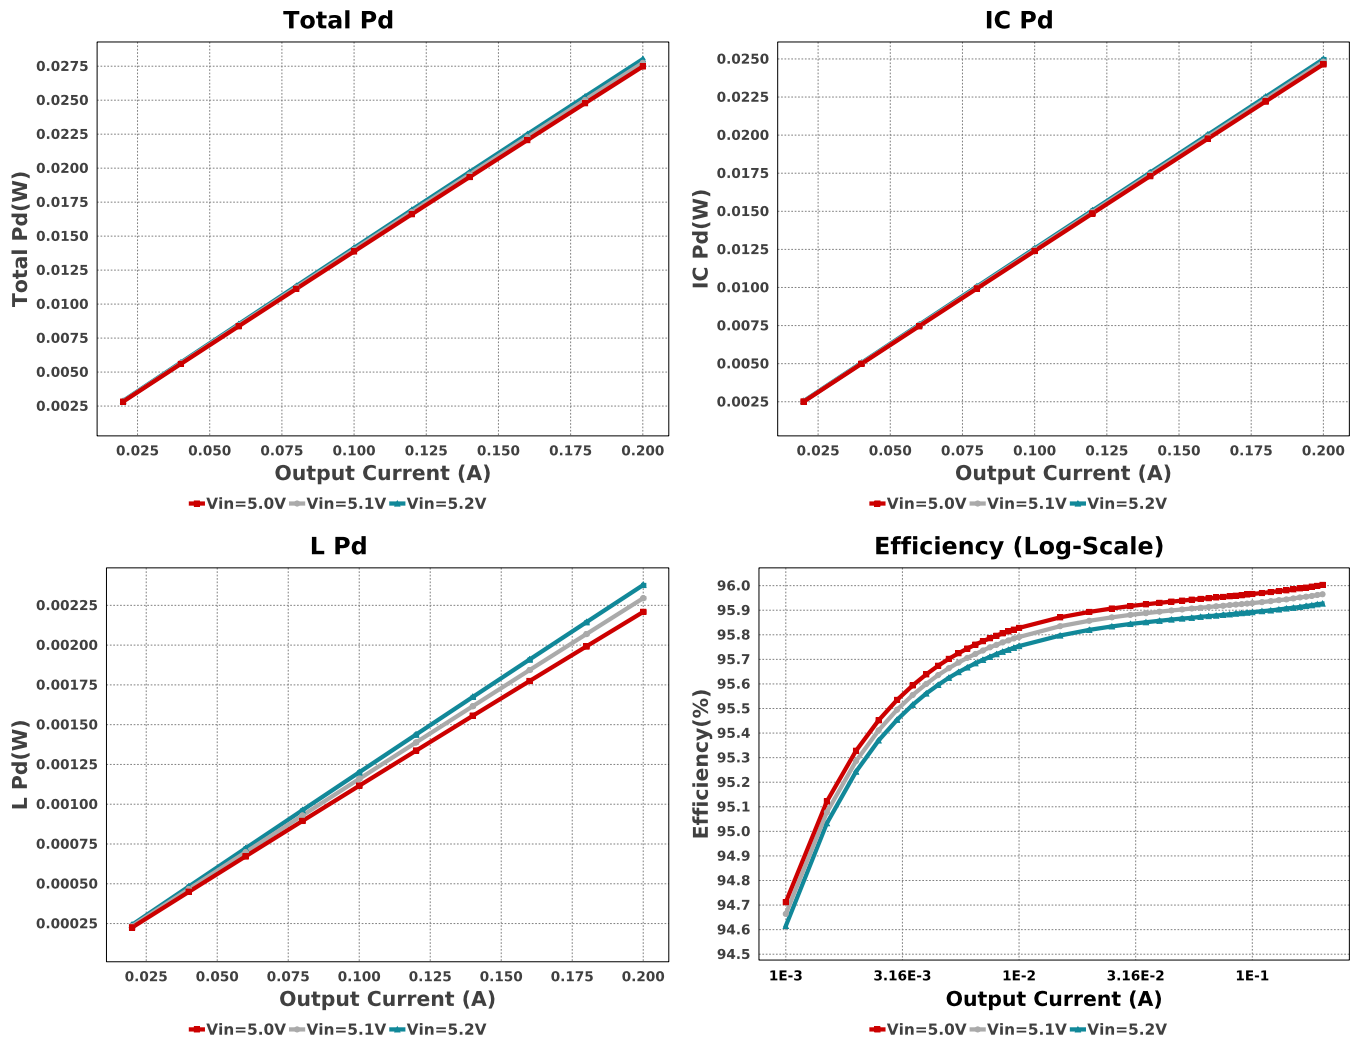 Total Pd
0.0275
0.0250
0.0225
0.0200
0.0175
0.0150
0.0125
0.0100
0.0075
0.0050
0.0025
Total Pd(W)
0.025 0.050 0.075 0.100 0.125 0.150 0.175 0.200
Output Current (A)
Vin=5.0V Vin=5.1V Vin=5.2V
IC Pd
0.0250
0.0225
0.0200
0.0175
0.0150
0.0125
0.0100
0.0075
0.0050
0.0025
IC Pd(W)
0.025 0.050 0.075 0.100 0.125 0.150 0.175 0.200
Output Current (A)
Vin=5.0V Vin=5.1V Vin=5.2V
L Pd
0.00225
0.00200
0.00175
0.00150
0.00125
0.00100
0.00075
0.00050
0.00025
L Pd(W)
0.025 0.050 0.075 0.100 0.125 0.150 0.175 0.200
Output Current (A)
Vin=5.0V Vin=5.1V Vin=5.2V
Efficiency (Log-Scale)
96.0
95.9
95.8
95.7
95.6
95.5
95.4
95.3
95.2
95.1
95.0
94.9
94.8
94.7
94.6
94.5
Efficiency(%)
1E-3 3.16E-3 1E-2 3.16E-2 1E-1
Output Current (A)
Vin=5.0V Vin=5.1V Vin=5.2V